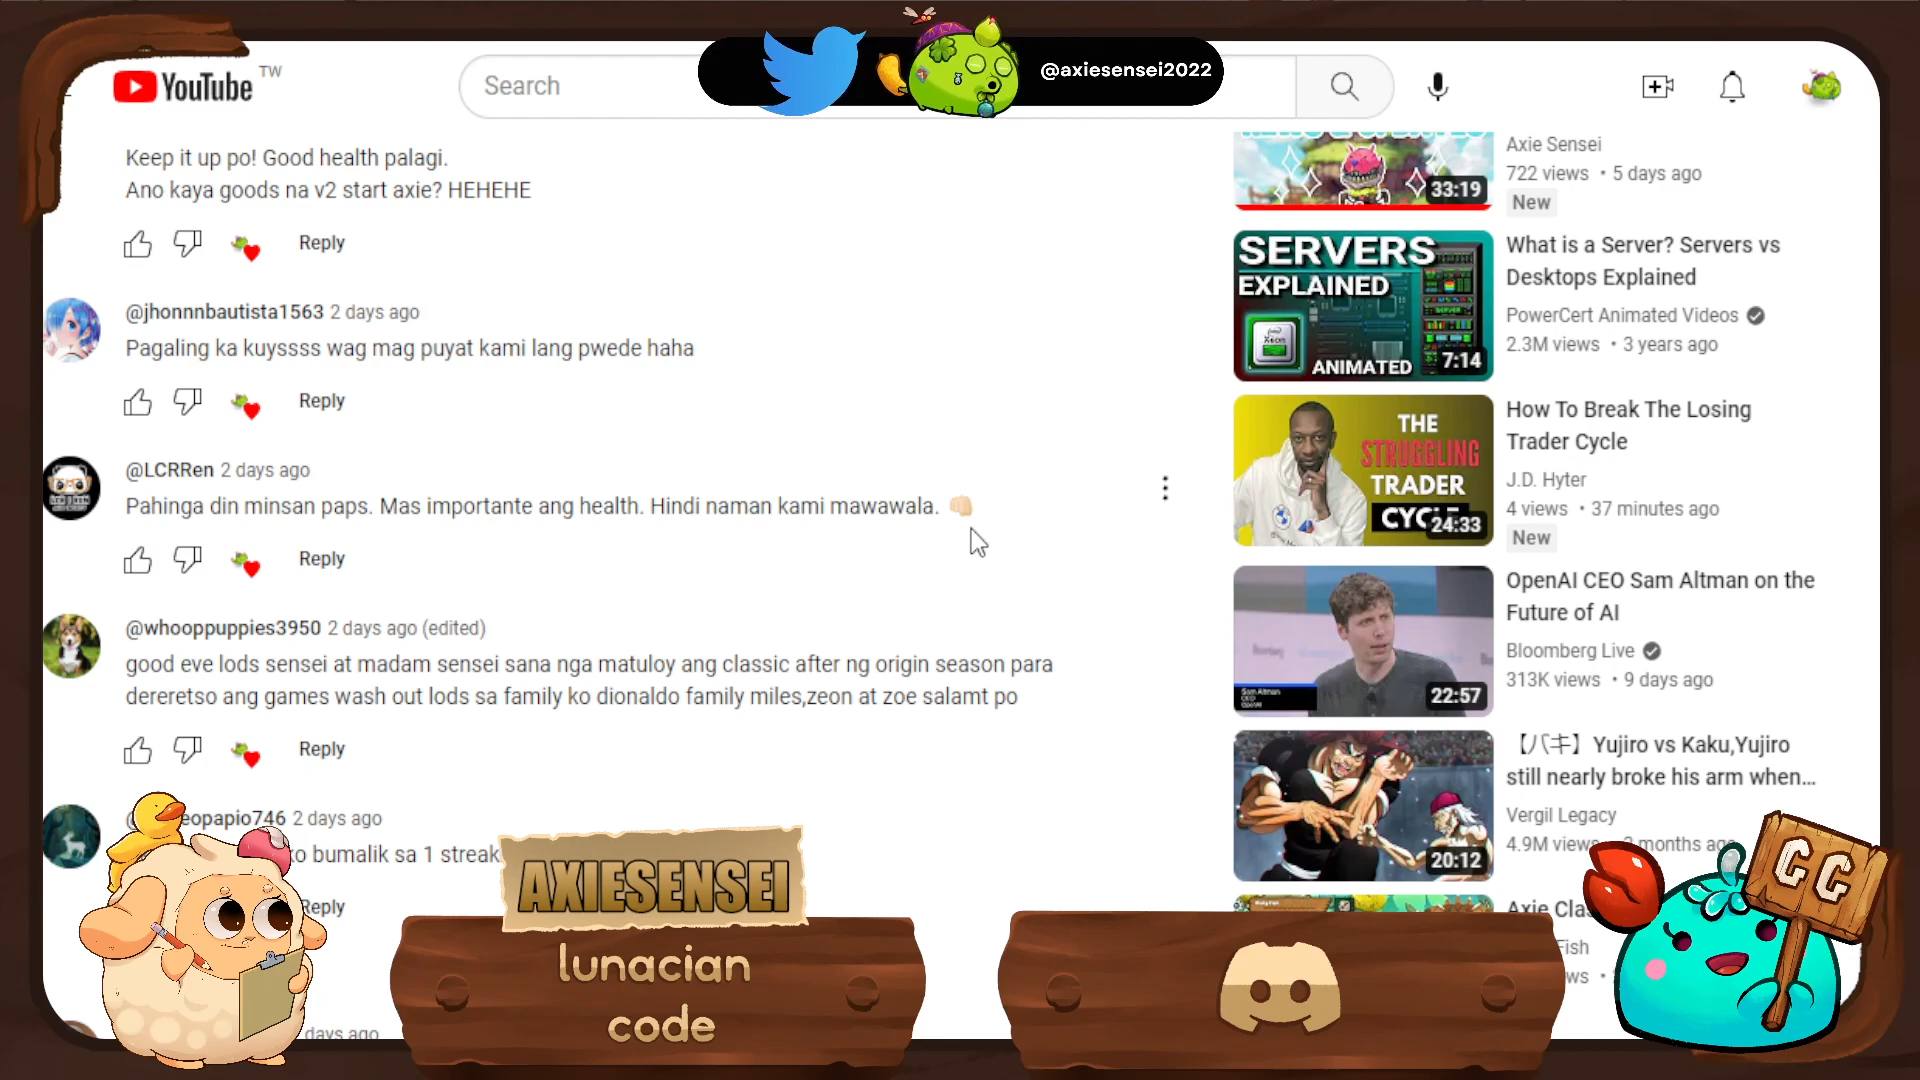 YouTube TW
Search
@axiesensei2022
Keep it up po! Good health palagi.
Ano kaya goods na v2 start axie? HEHEHE
Reply
@jhonnnbautista1563 2 days ago
Pagaling ka kuyssss wag mag puyat kami lang pwede haha
Reply
@LCRRen 2 days ago
Pahinga din minsan paps. Mas importante ang health. Hindi naman kami mawawala. 👊🏻
Reply
@whooppuppies3950 2 days ago (edited)
good eve lods sensei at madam sensei sana nga matuloy ang classic after ng origin season para
dereretso ang games wash out lods sa family ko dionaldo family miles,zeon at zoe salamt po
Reply
eopapio746 2 days ago
ko bumalik sa 1 streak
Reply
days ago
33:19
Axie Sensei
722 views • 5 days ago
New
SERVERS
EXPLAINED
ANIMATED
7:14
What is a Server? Servers vs
Desktops Explained
PowerCert Animated Videos
2.3M views • 3 years ago
THE
STRUGGLING
TRADER
24:33
How To Break The Losing
Trader Cycle
J.D. Hyter
4 views • 37 minutes ago
New
Sam Altman
22:57
OpenAI CEO Sam Altman on the
Future of AI
Bloomberg Live
313K views • 9 days ago
20:12
【バキ】Yujiro vs Kaku,Yujiro
still nearly broke his arm when...
Vergil Legacy
4.9M views
months ago
Axie Clas
Fish
AXIESENSEI
lunacian
code
CC